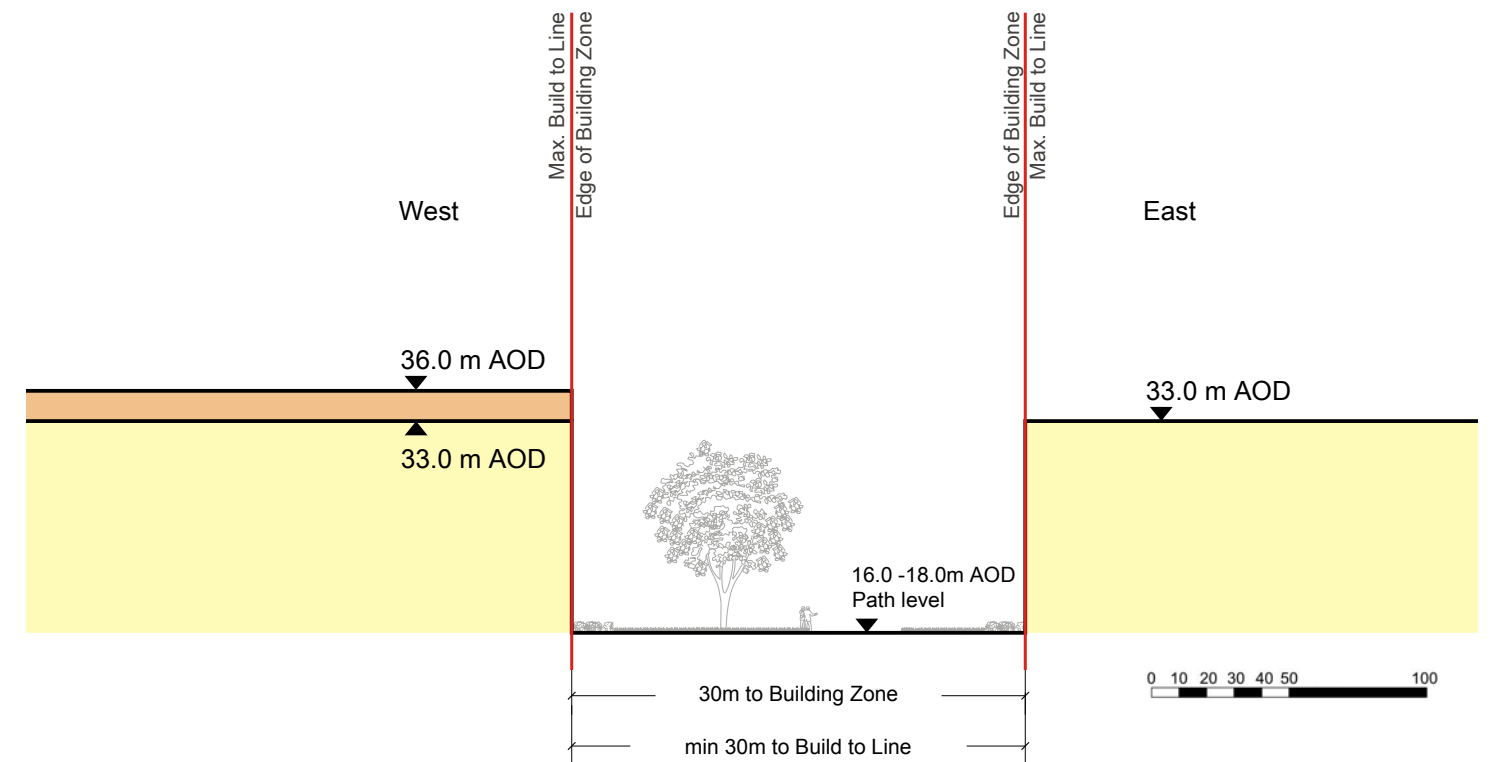 Max. Build to Line
Edge of Building Zone
Edge of Building Zone
Max. Build to Line
West
East
36.0 m AOD
33.0 m AOD
33.0 m AOD
16.0 -18.0m AOD
Path level
0 10 20 30 40 50 100
30m to Building Zone
min 30m to Build to Line